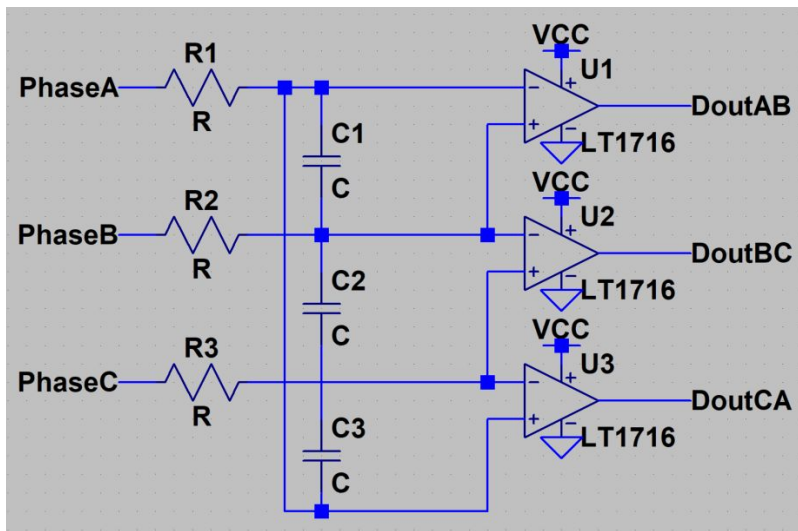 VCC
R1
U1
PhaseA
DoutAB
R
C1
LT1716
C
VCC
R2
U2
PhaseB
DoutBC
R
C2
LT1716
C
VCC
R3
U3
PhaseC
DoutCA
R
C3
LT1716
C